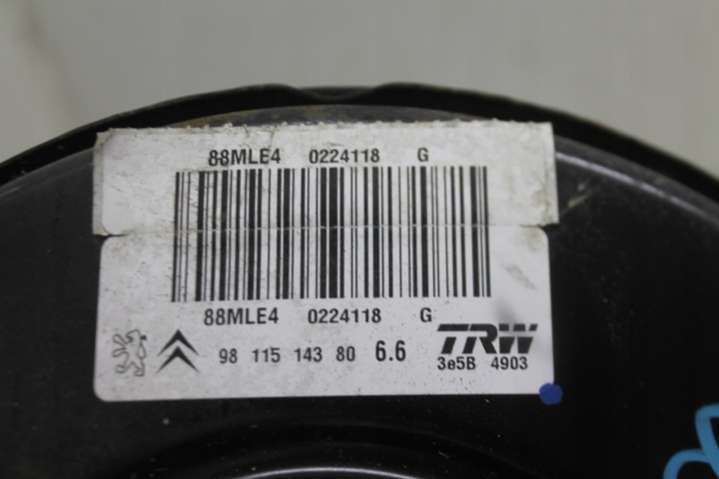 88MLE4 0224118 G
88MLE4 0224118 G
98 115 143 80 6.6 TRW
3e5B 4903